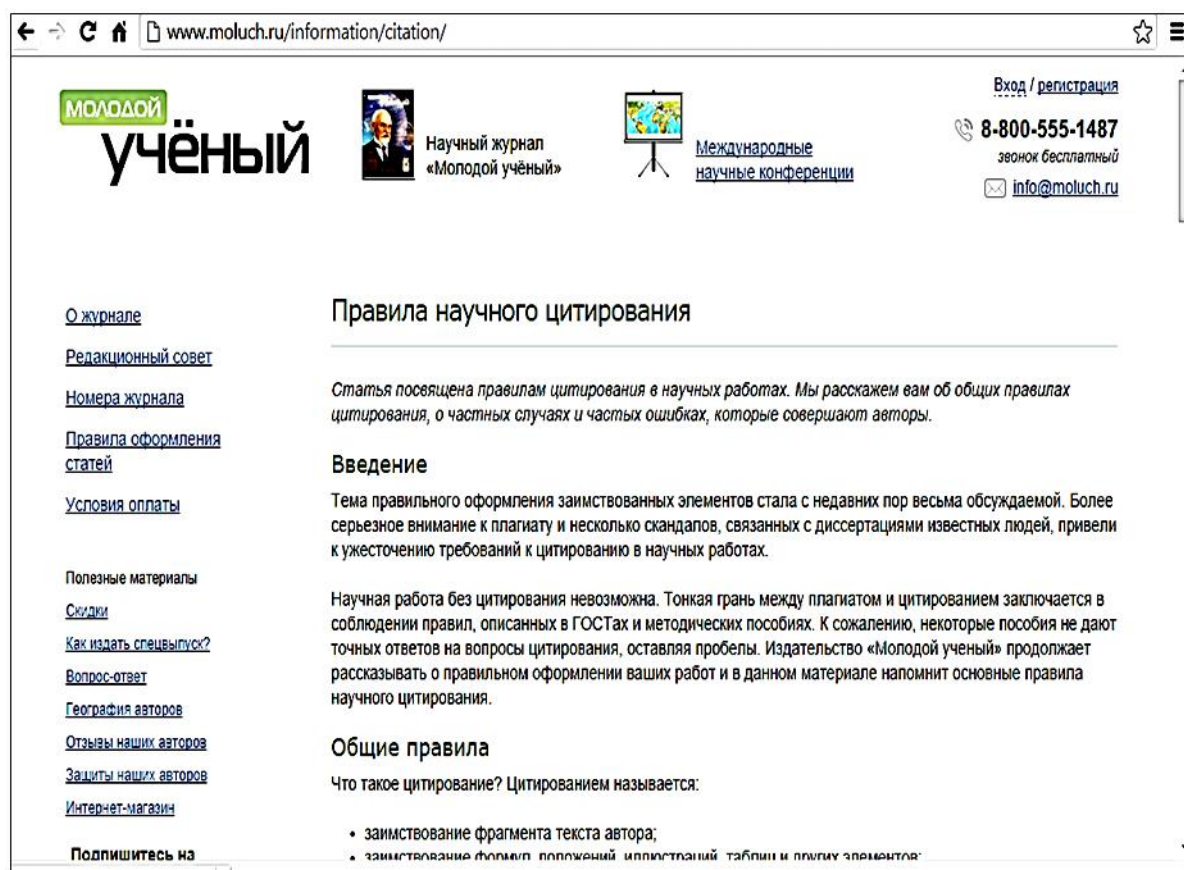 www.moluch.ru/information/citation/
Вход / регистрация
МОЛОДОЙ
учёный
Научный журнал
«Молодой учёный»
Международные
научные конференции
8-800-555-1487
звонок бесплатный
info@moluch.ru
О журнале
Редакционный совет
Номера журнала
Правила оформления
статей
Условия оплаты
Полезные материалы
Скидки
Как издать спецвыпуск?
Вопрос-ответ
География авторов
Отзывы наших авторов
Защиты наших авторов
Интернет-магазин
Подпишитесь на
Правила научного цитирования
Статья посвящена правилам цитирования в научных работах. Мы расскажем вам об общих правилах
цитирования, о частных случаях и частых ошибках, которые совершают авторы.
Введение
Тема правильного оформления заимствованных элементов стала с недавних пор весьма обсуждаемой. Более
серьезное внимание к плагиату и несколько скандалов, связанных с диссертациями известных людей, привели
к ужесточению требований к цитированию в научных работах.
Научная работа без цитирования невозможна. Тонкая грань между плагиатом и цитированием заключается в
соблюдении правил, описанных в ГОСТах и методических пособиях. К сожалению, некоторые пособия не дают
точных ответов на вопросы цитирования, оставляя пробелы. Издательство «Молодой ученый» продолжает
рассказывать о правильном оформлении ваших работ и в данном материале напомнит основные правила
научного цитирования.
Общие правила
Что такое цитирование? Цитированием называется:
• заимствование фрагмента текста автора;
• заимствование формул, положений, иллюстраций, таблиц и других элементов;